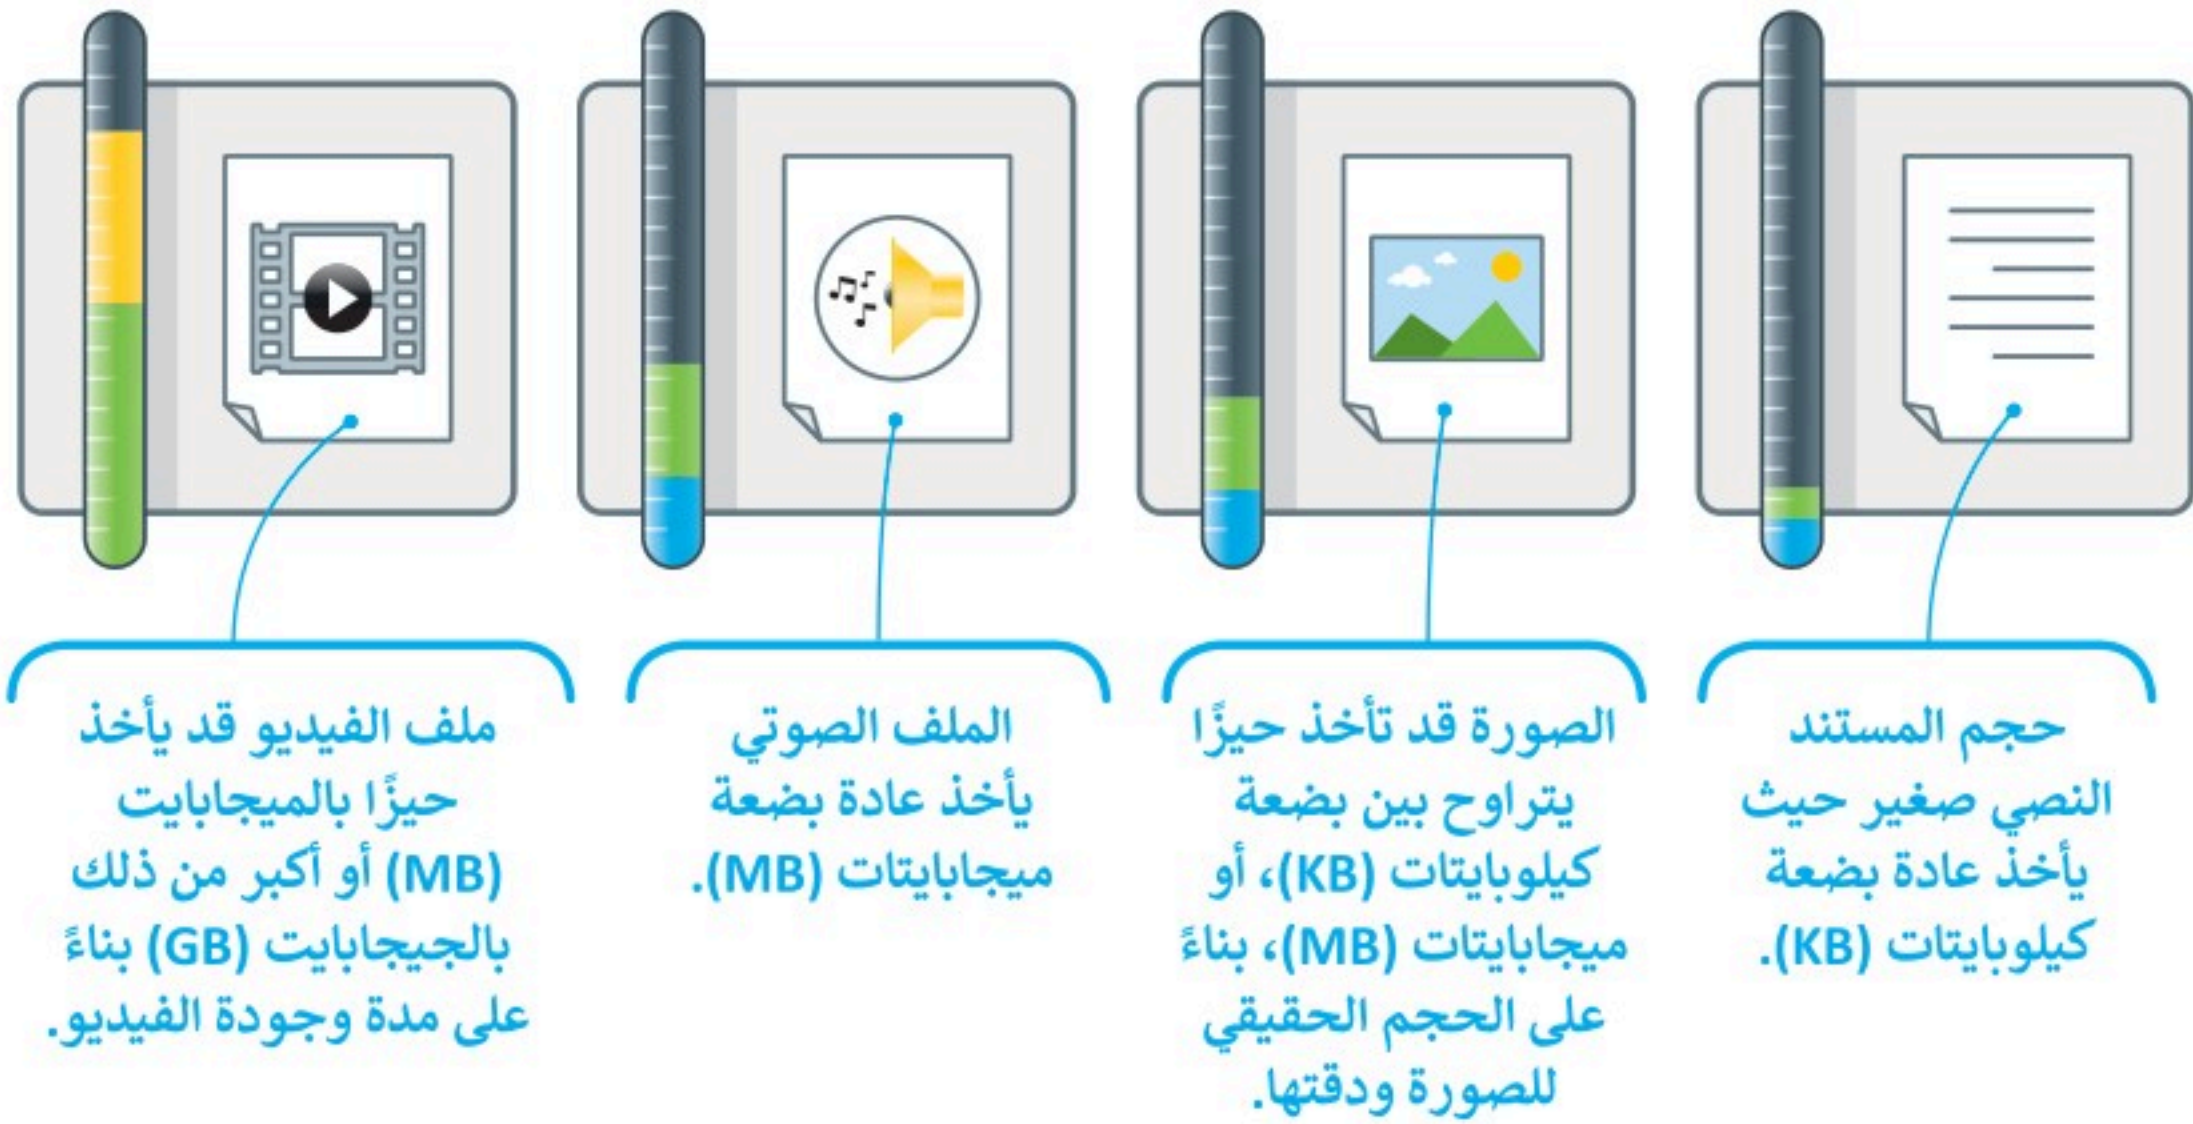 حجم المستند
النصي صغير حيث
يأخذ عادة بضعة
كيلوبايتات (KB).
الصورة قد تأخذ حيزًا
يتراوح بين بضعة
كيلوبايتات (KB)، أو
ميجابايتات (MB)، بناءً
على الحجم الحقيقي
للصورة ودقتها.
الملف الصوتي
يأخذ عادة بضعة
ميجابايتات (MB).
ملف الفيديو قد يأخذ
حيزًا بالميجابايت
(MB) أو أكبر من ذلك
بالجيجابايت (GB) بناءً
على مدة وجودة الفيديو.